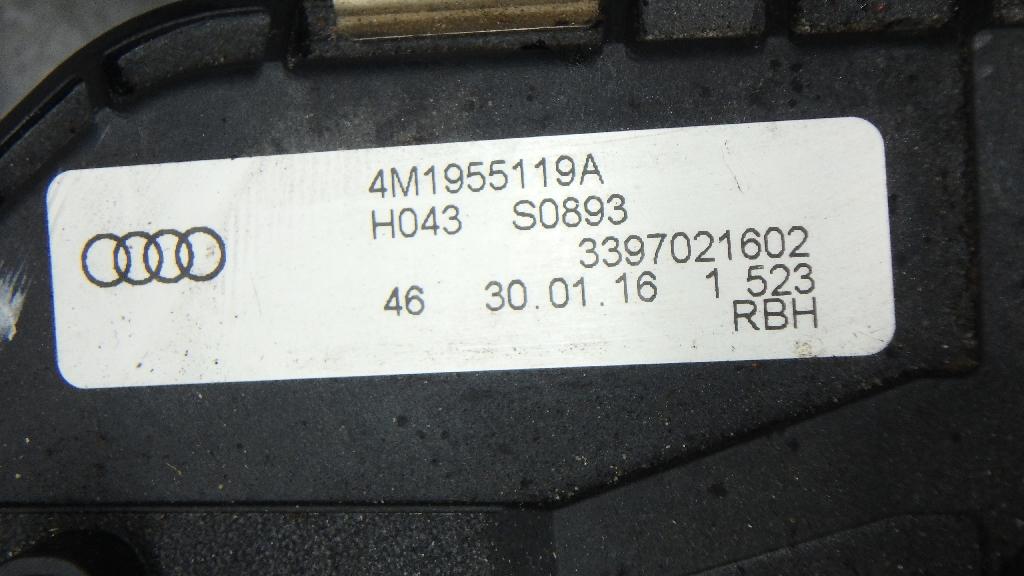 4M1955119A
H043 S0893
3397021602
46 30.01.16 1 523
RBH